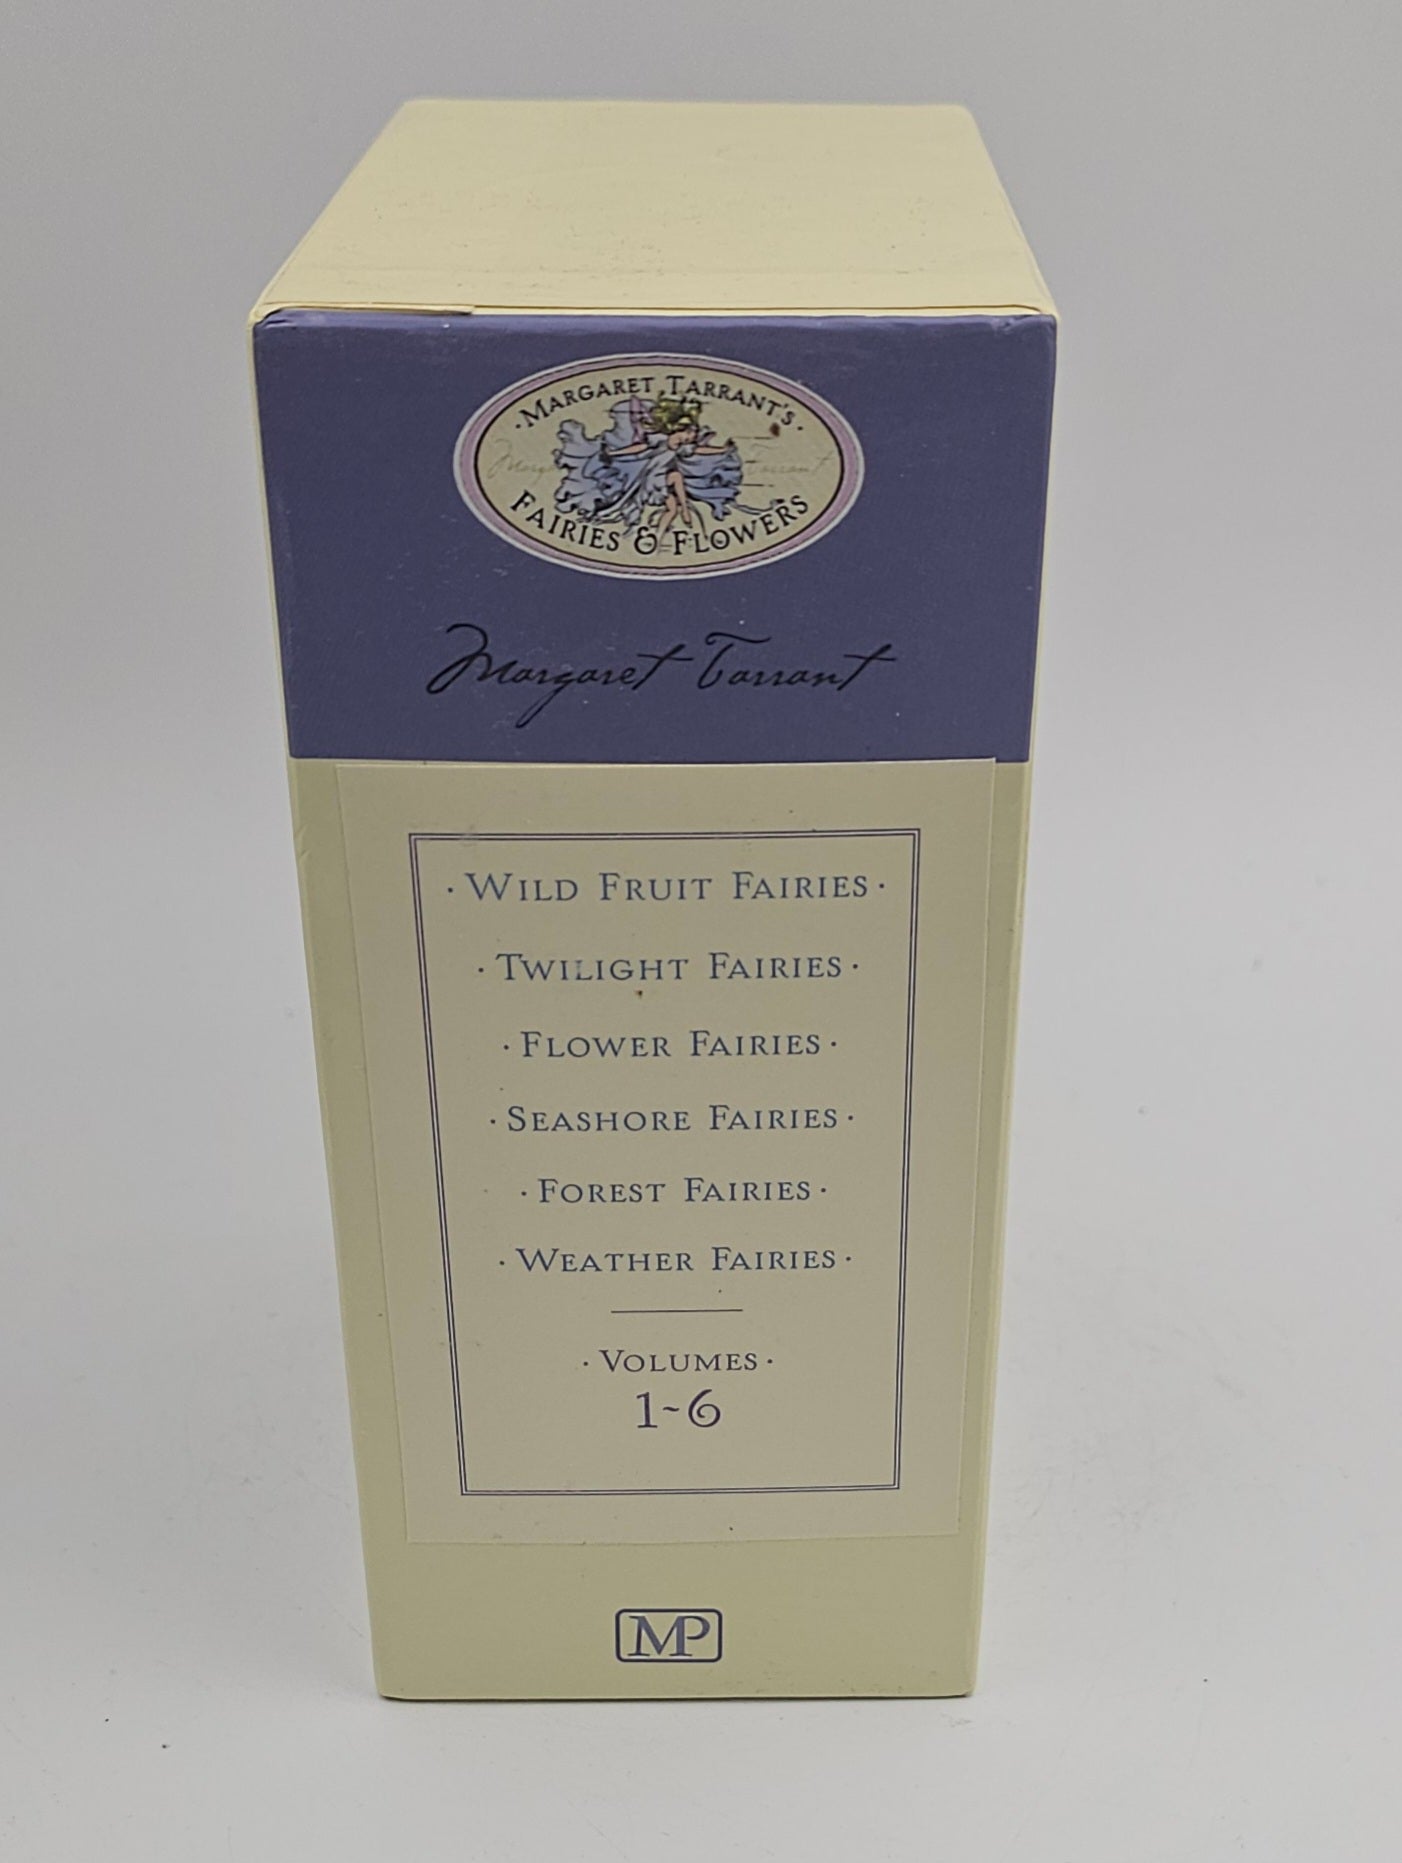 · MARGARET TARRANT'S ·
FAIRIES & FLOWERS
Margaret Tarrant
· WILD FRUIT FAIRIES ·
· TWILIGHT FAIRIES ·
· FLOWER FAIRIES ·
· SEASHORE FAIRIES ·
· FOREST FAIRIES ·
· WEATHER FAIRIES ·
· VOLUMES ·
1~6
MP